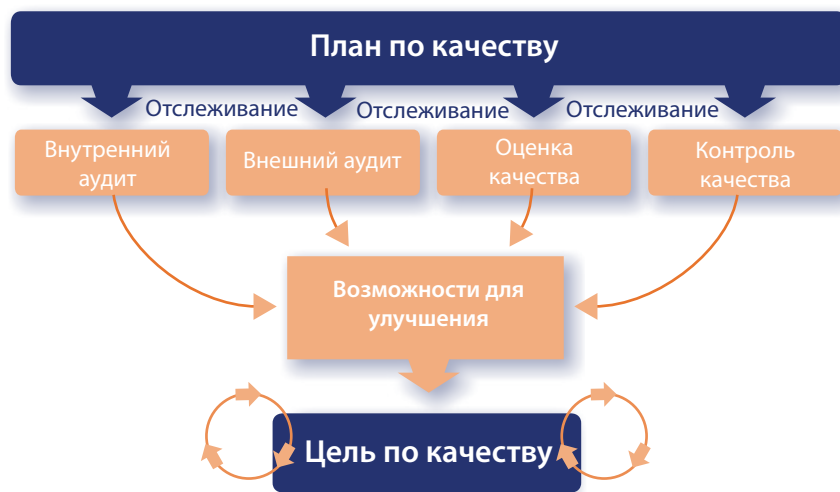 План по качеству
Отслеживание
Отслеживание
Отслеживание
Внутренний
аудит
Внешний аудит
Оценка
качества
Контроль
качества
Возможности для
улучшения
Цель по качеству